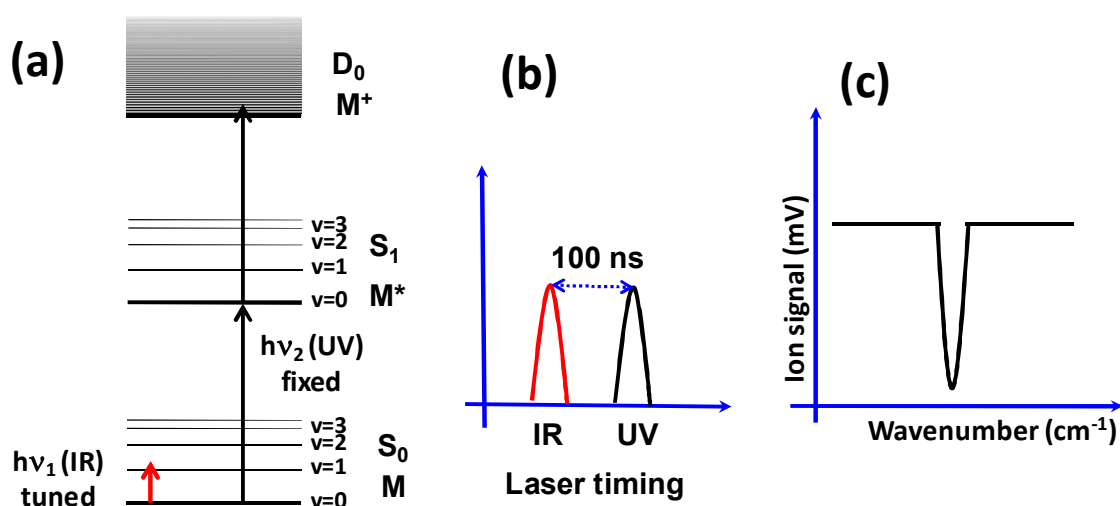 (a)
D₀
M⁺
v=3
v=2
v=1
v=0
S₁
M*
hν₂ (UV)
fixed
v=3
v=2
v=1
v=0
S₀
M
hν₁ (IR)
tuned
(b)
100 ns
IR
UV
Laser timing
(c)
Ion signal (mV)
Wavenumber (cm⁻¹)